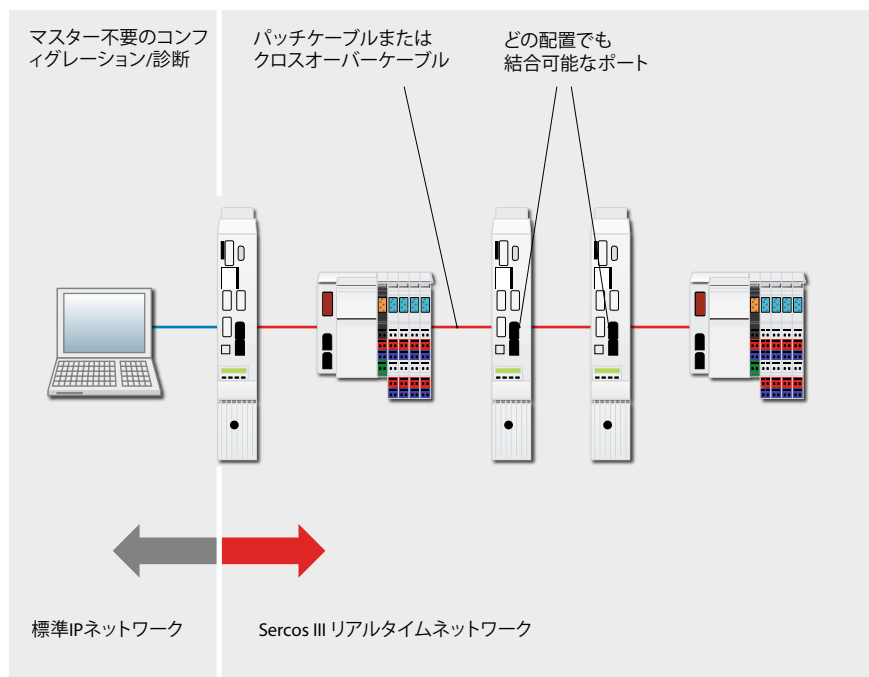 マスター不要のコンフ
ィグレーション/診断
パッチケーブルまたは
クロスオーバーケーブル
どの配置でも
結合可能なポート
標準IPネットワーク
Sercos III リアルタイムネットワーク